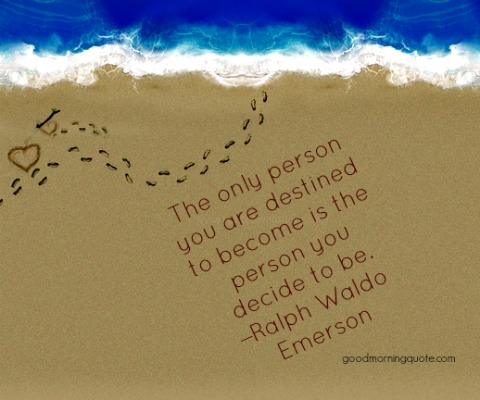 The only person
you are destined
to become is the
person you
decide to be.
–Ralph Waldo
Emerson
goodmorningquote.com